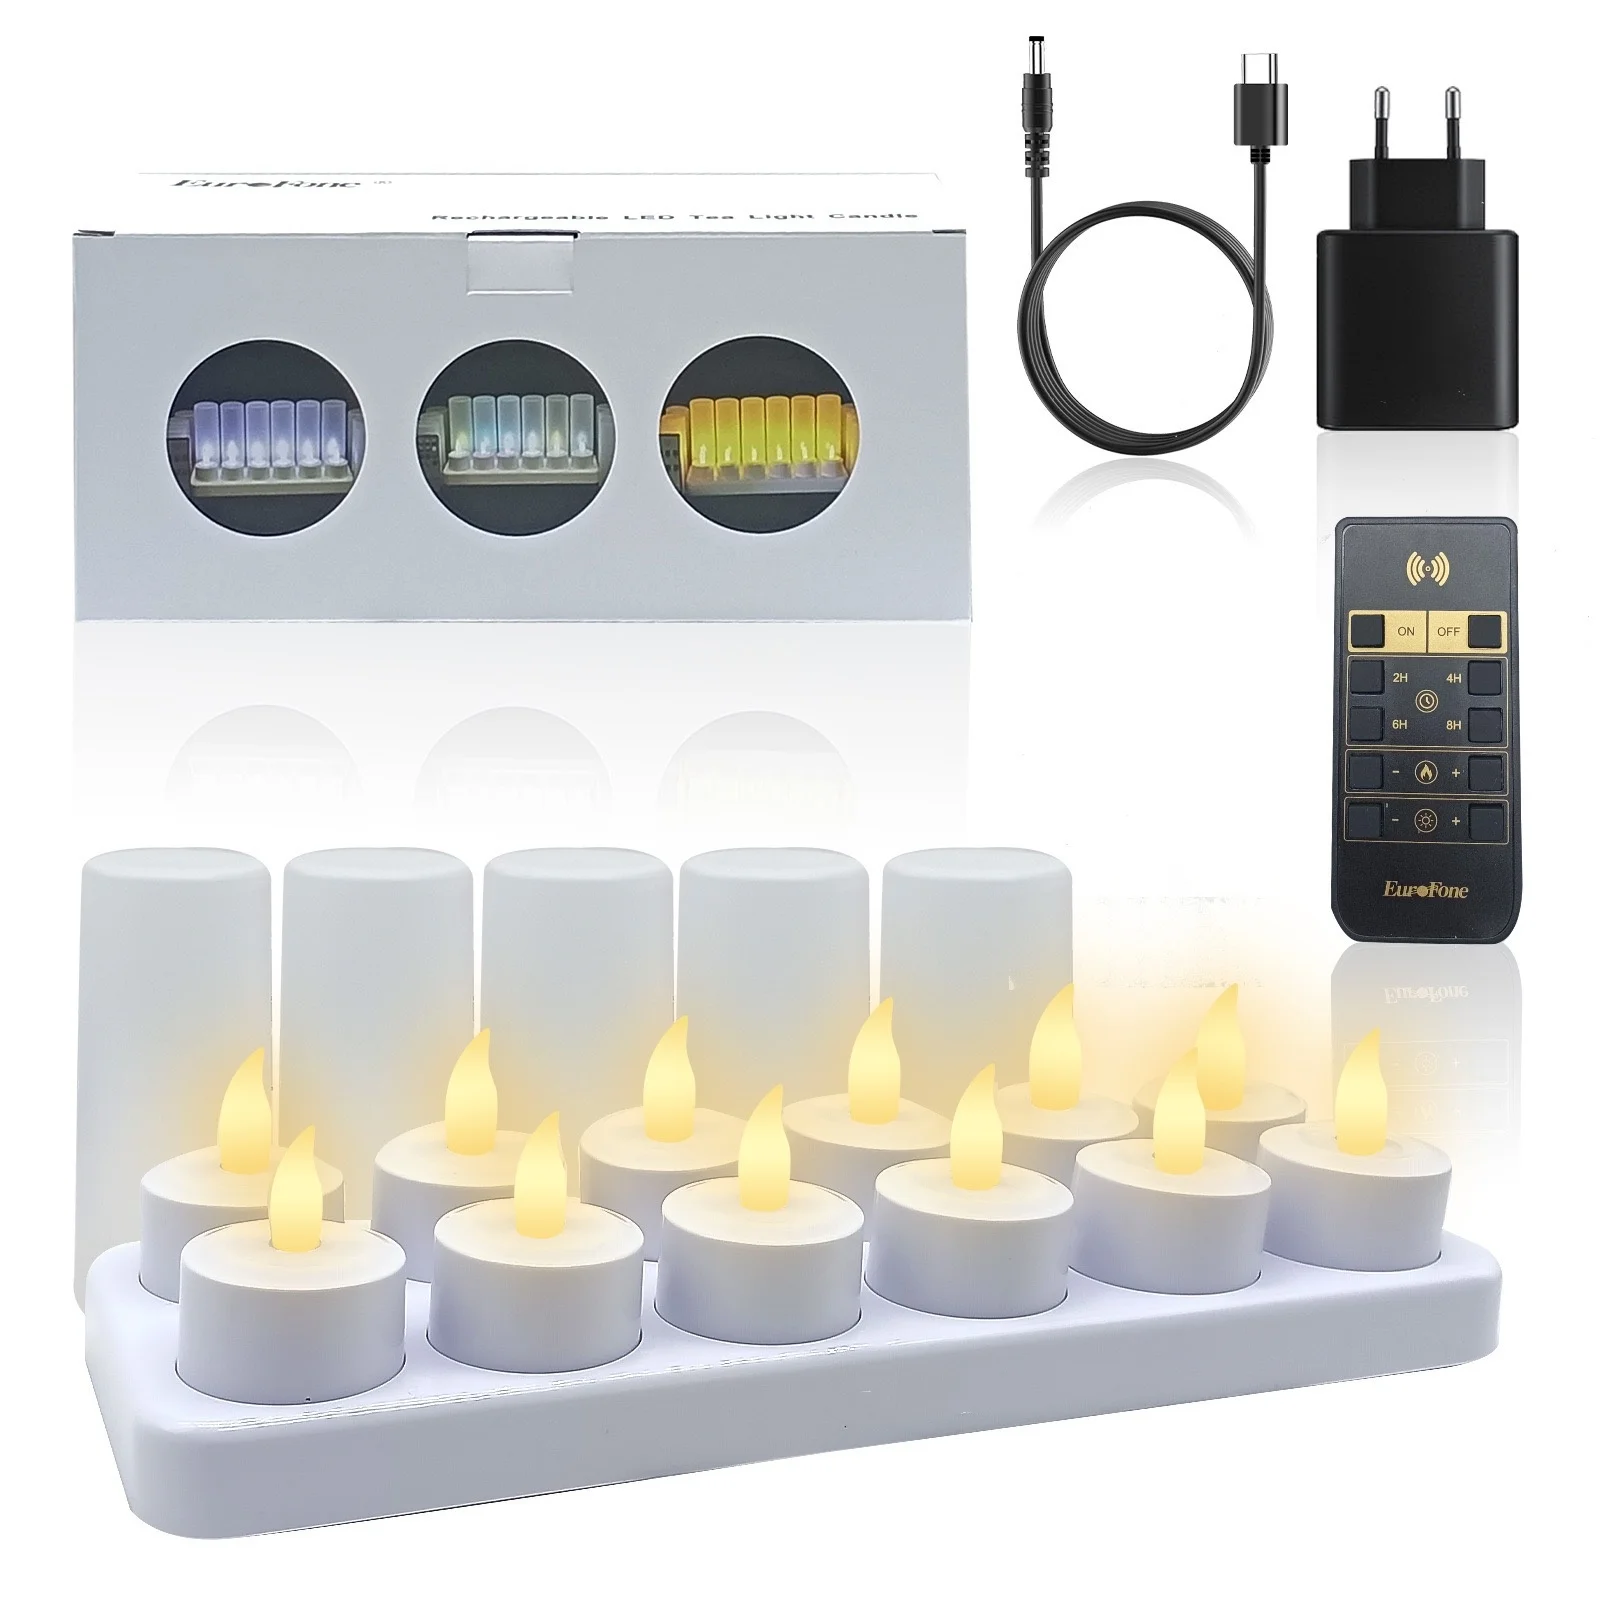 EuroFone ®
Rechargeable LED Tea Light Candle
ON OFF
2H 4H
6H 8H
- +
- +
EuroFone